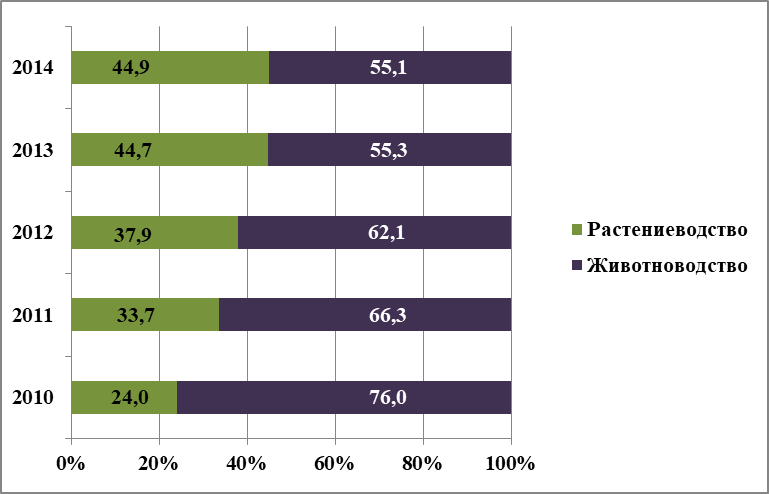 2014 44,9 55,1
2013 44,7 55,3
2012 37,9 62,1
2011 33,7 66,3
2010 24,0 76,0
0% 20% 40% 60% 80% 100%
Растениеводство
Животноводство